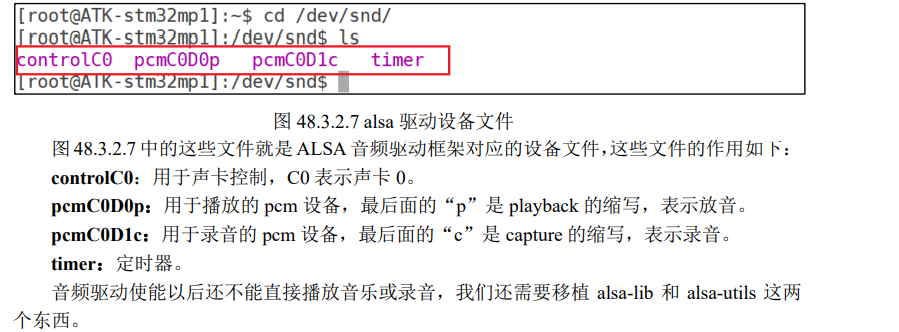 [root@ATK-stm32mp1]:~$ cd /dev/snd/
[root@ATK-stm32mp1]:/dev/snd$ ls
controlC0  pcmC0D0p   pcmC0D1c   timer
[root@ATK-stm32mp1]:/dev/snd$
图 48.3.2.7 alsa 驱动设备文件
图 48.3.2.7 中的这些文件就是 ALSA 音频驱动框架对应的设备文件，这些文件的作用如下：
controlC0：用于声卡控制，C0 表示声卡 0。
pcmC0D0p：用于播放的 pcm 设备，最后面的“p”是 playback 的缩写，表示放音。
pcmC0D1c：用于录音的 pcm 设备，最后面的“c”是 capture 的缩写，表示录音。
timer：定时器。
音频驱动使能以后还不能直接播放音乐或录音，我们还需要移植 alsa-lib 和 alsa-utils 这两
个东西。